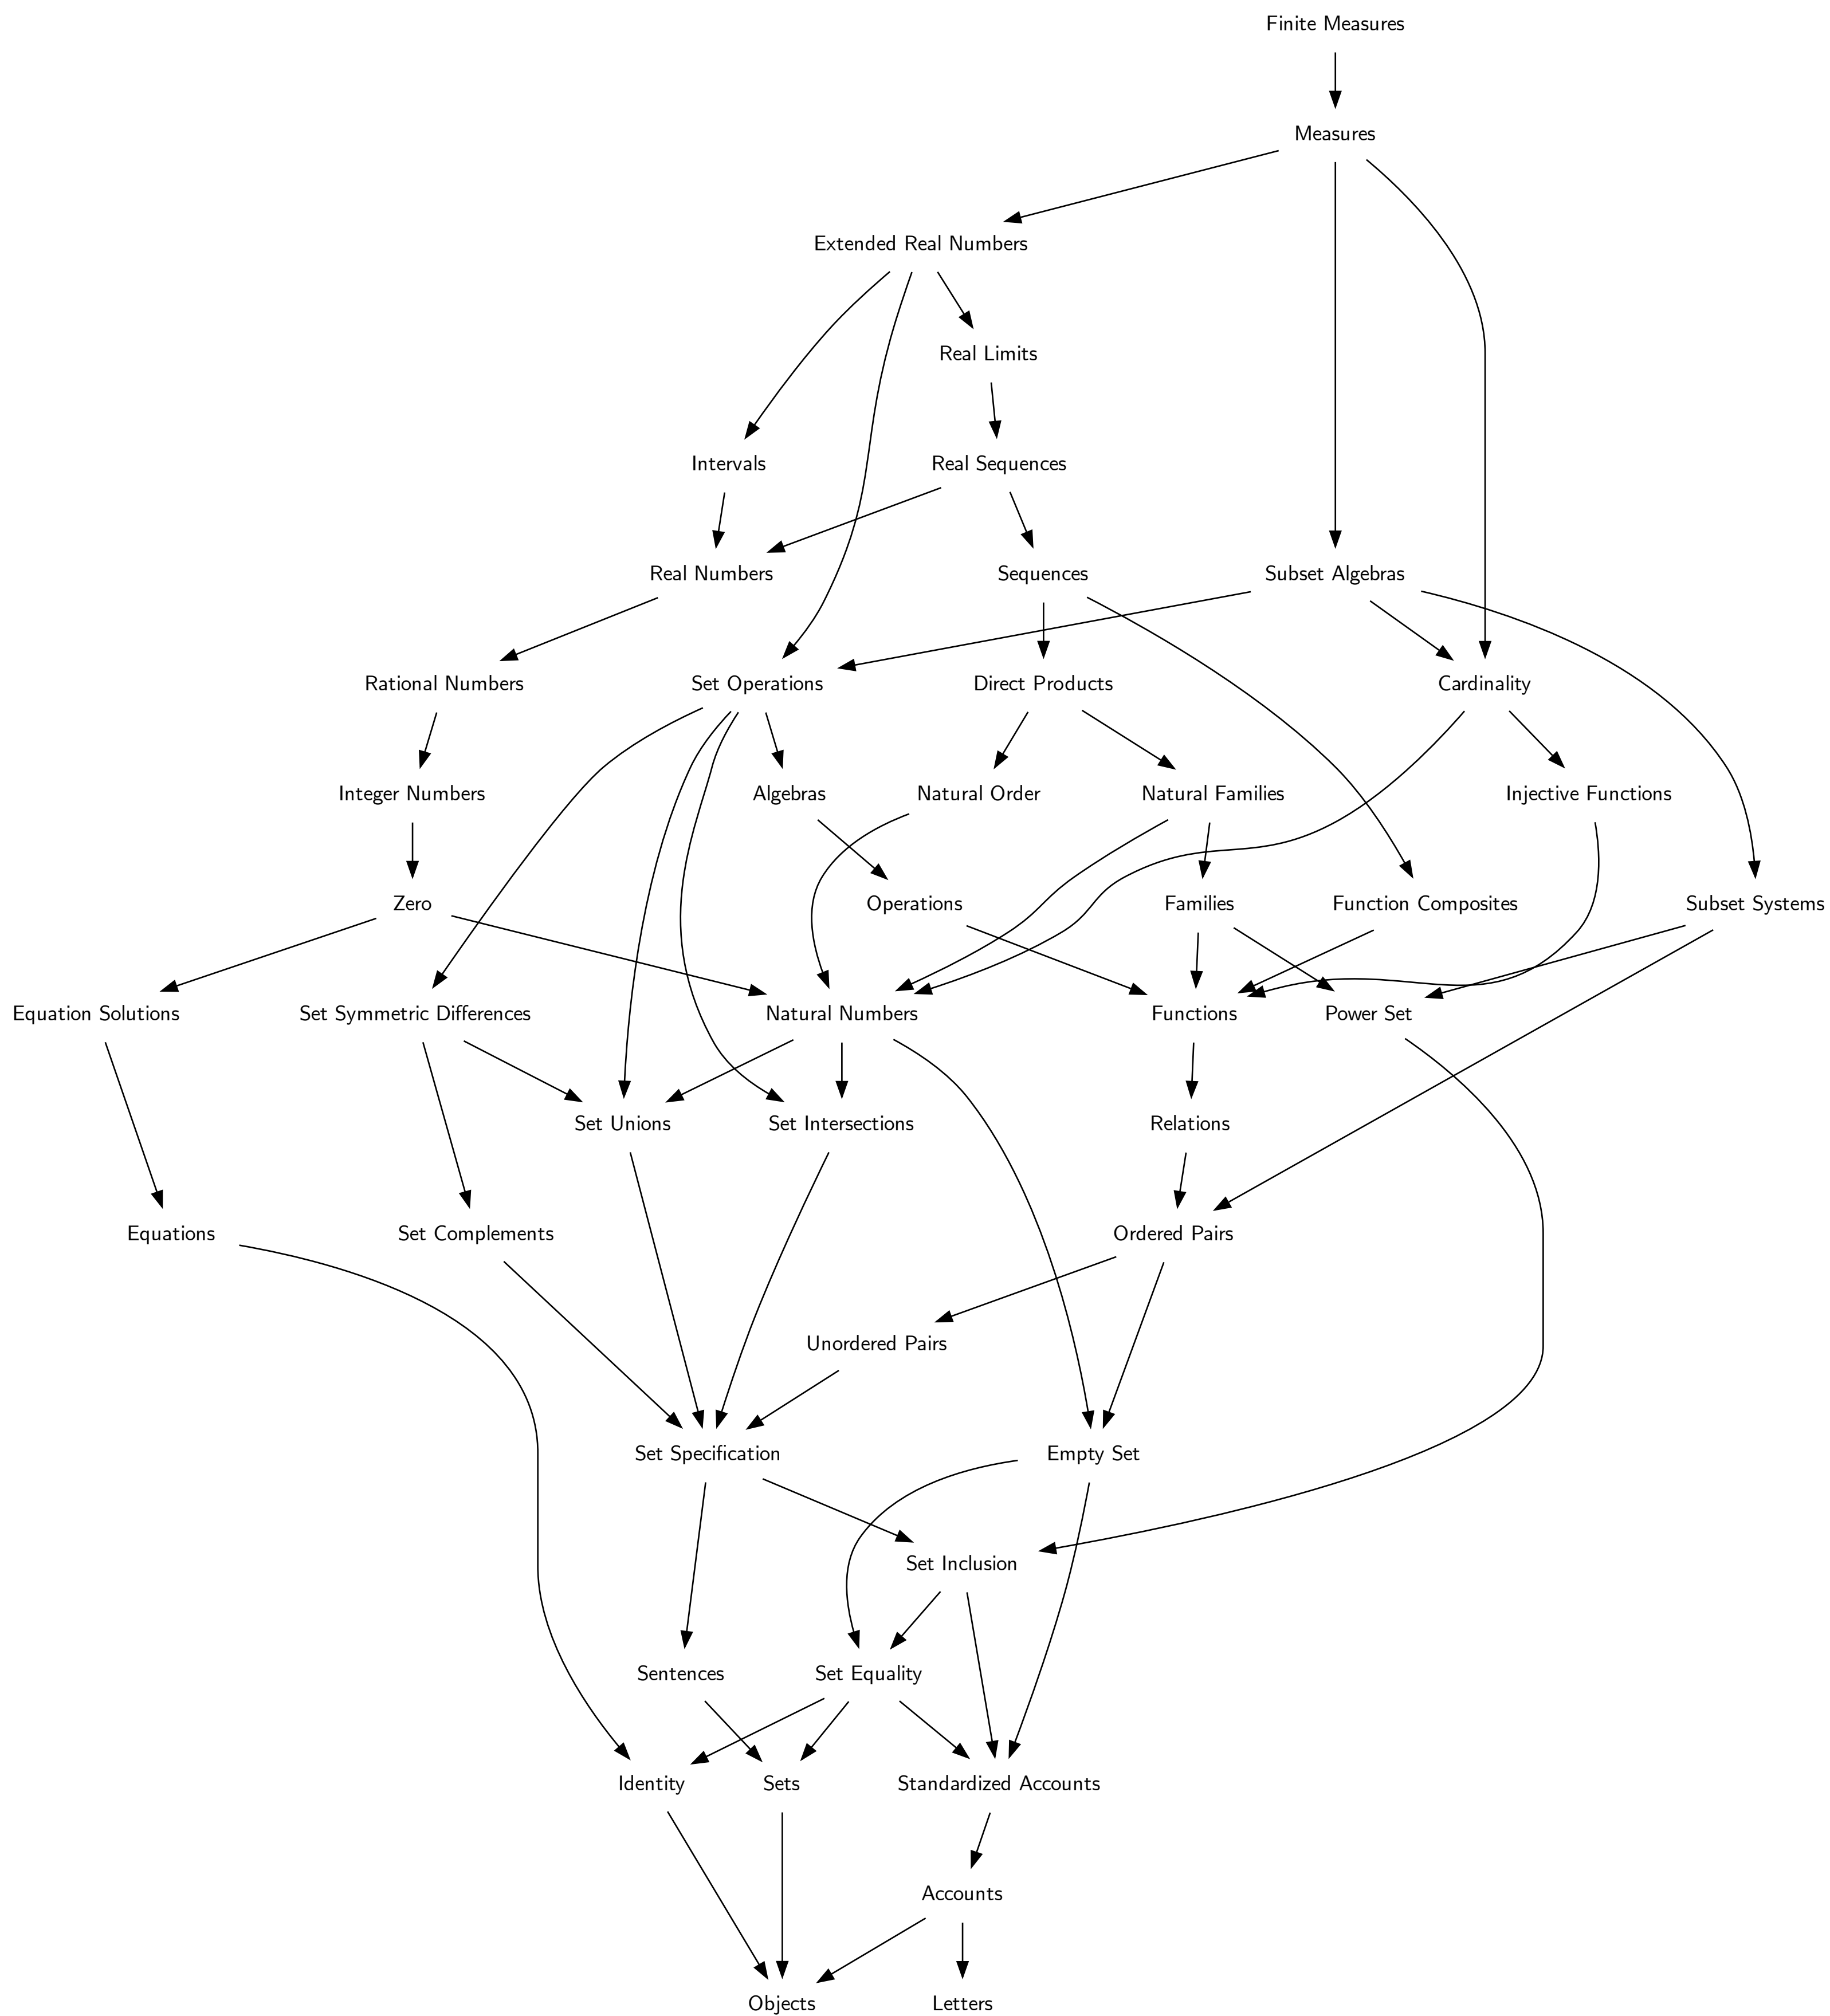 Finite Measures
Measures
Extended Real Numbers
Real Limits
Intervals
Real Sequences
Real Numbers
Sequences
Subset Algebras
Rational Numbers
Set Operations
Direct Products
Cardinality
Integer Numbers
Algebras
Natural Order
Natural Families
Injective Functions
Zero
Operations
Families
Function Composites
Subset Systems
Equation Solutions
Set Symmetric Differences
Natural Numbers
Functions
Power Set
Set Unions
Set Intersections
Relations
Equations
Set Complements
Ordered Pairs
Unordered Pairs
Set Specification
Empty Set
Set Inclusion
Sentences
Set Equality
Identity
Sets
Standardized Accounts
Accounts
Objects
Letters